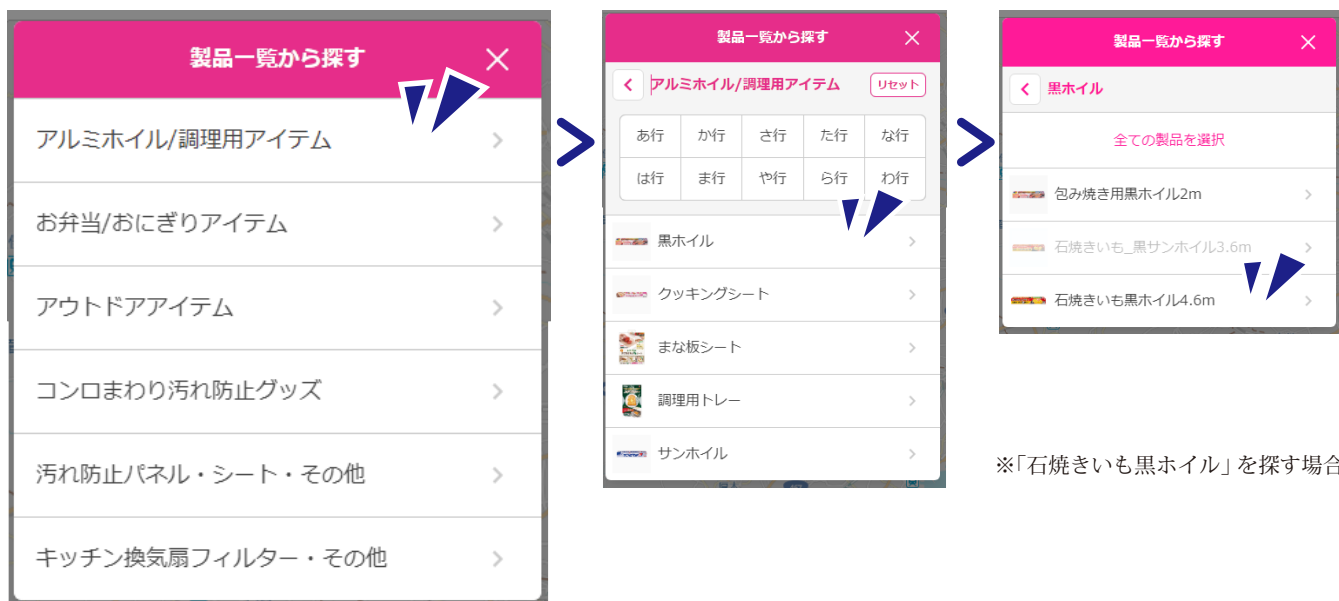 製品一覧から探す
アルミホイル/調理用アイテム
お弁当/おにぎりアイテム
アウトドアアイテム
コンロまわり汚れ防止グッズ
汚れ防止パネル・シート・その他
キッチン換気扇フィルター・その他
製品一覧から探す
アルミホイル/調理用アイテム リセット
あ行 か行 さ行 た行 な行
は行 ま行 や行 ら行 わ行
黒ホイル
クッキングシート
まな板シート
調理用トレー
サンホイル
製品一覧から探す
黒ホイル
全ての製品を選択
包み焼き用黒ホイル2m
石焼きいも_黒サンホイル3.6m
石焼きいも黒ホイル4.6m
※「石焼きいも黒ホイル」を探す場合